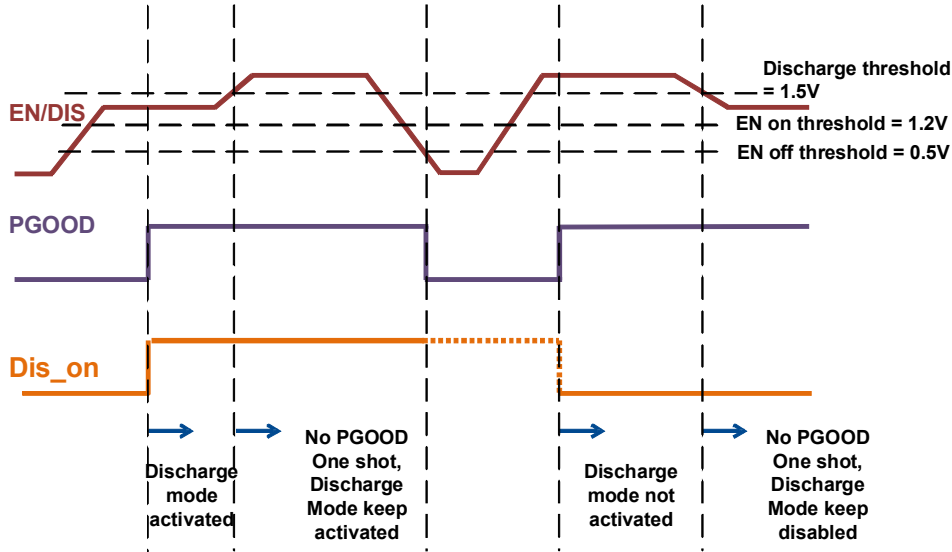 Discharge threshold
= 1.5V
EN/DIS
EN on threshold = 1.2V
EN off threshold = 0.5V
PGOOD
Dis_on
Discharge
mode
activated
No PGOOD
One shot,
Discharge
Mode keep
activated
Discharge
mode not
activated
No PGOOD
One shot,
Discharge
Mode keep
disabled